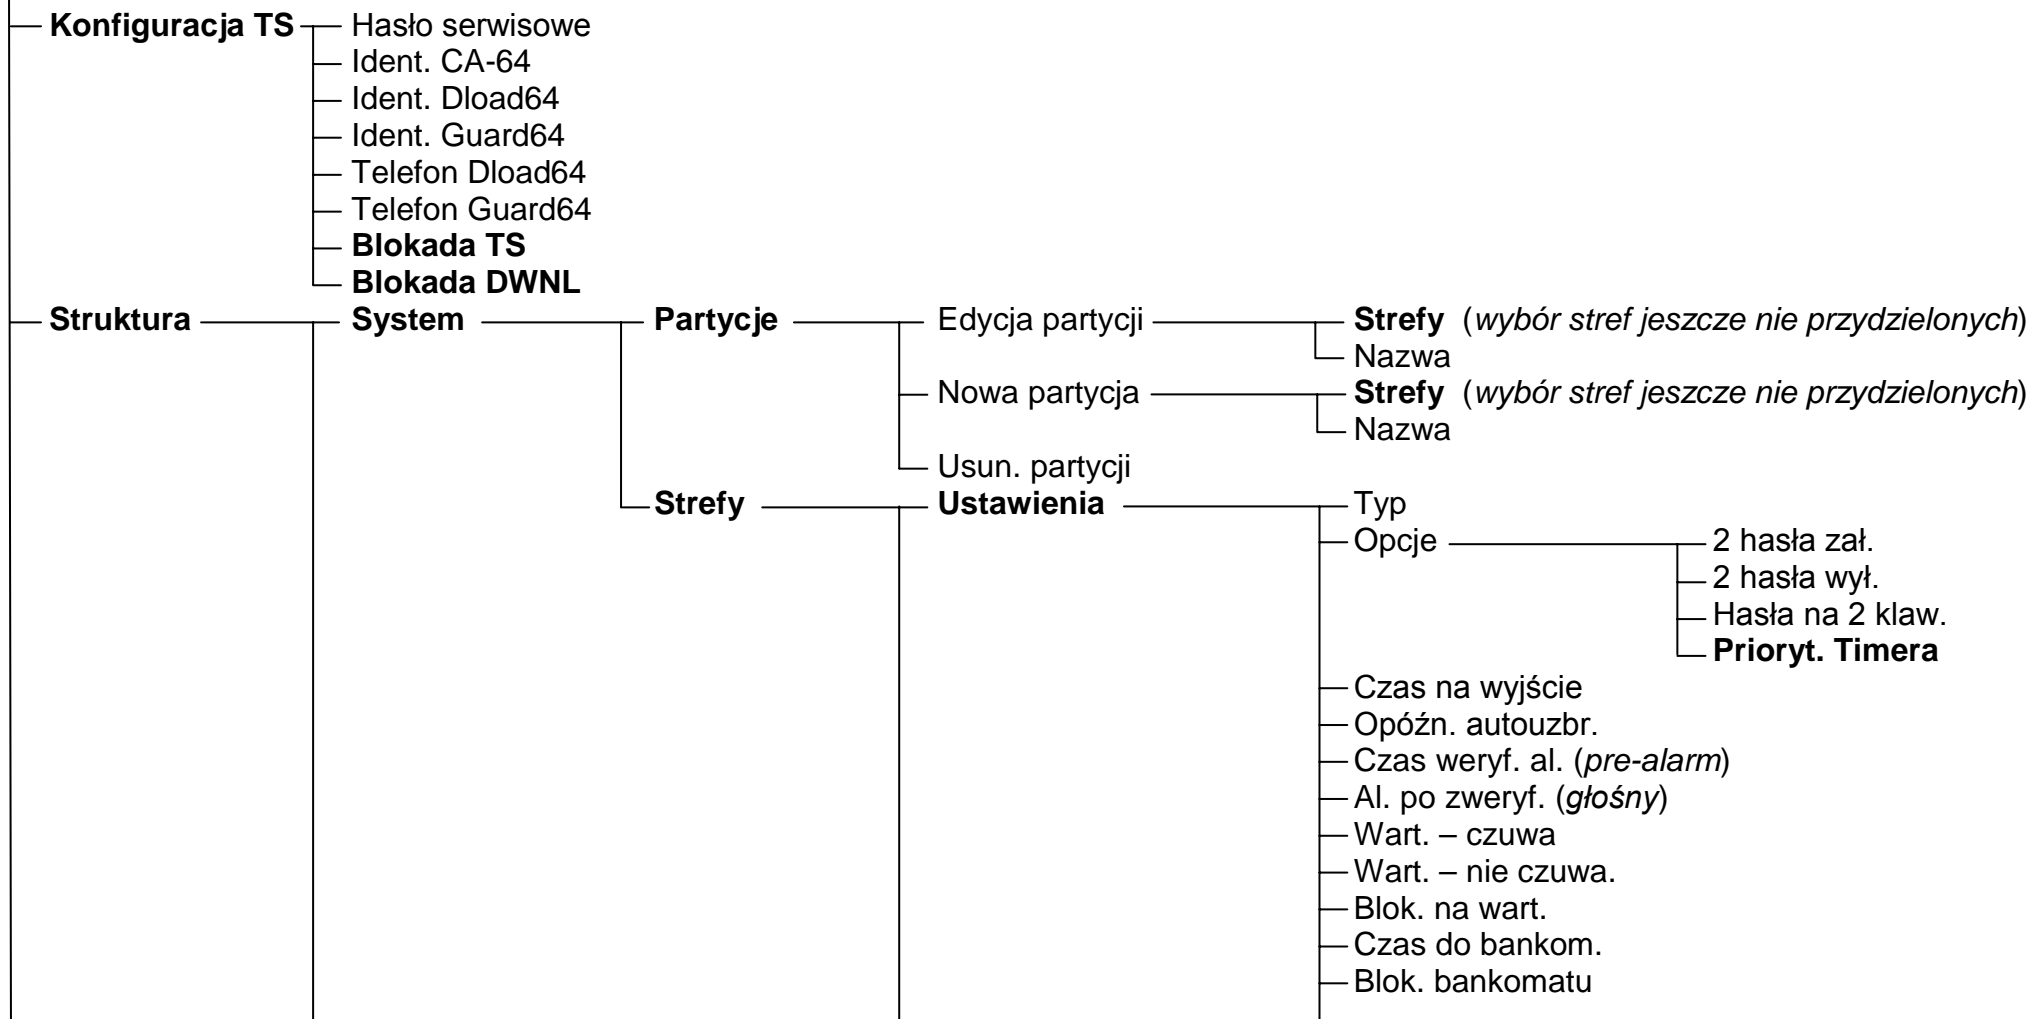 Konfiguracja TS Hasło serwisowe
Ident. CA-64
Ident. Dload64
Ident. Guard64
Telefon Dload64
Telefon Guard64
Blokada TS
Blokada DWNL
Struktura System Partycje Edycja partycji Strefy (wybór stref jeszcze nie przydzielonych)
Nazwa
Nowa partycja Strefy (wybór stref jeszcze nie przydzielonych)
Nazwa
Usun. partycji
Strefy Ustawienia Typ
Opcje 2 hasła zał.
2 hasła wył.
Hasła na 2 klaw.
Prioryt. Timera
Czas na wyjście
Opóźn. autouzbr.
Czas weryf. al. (pre-alarm)
Al. po zweryf. (głośny)
Wart. – czuwa
Wart. – nie czuwa.
Blok. na wart.
Czas do bankom.
Blok. bankomatu